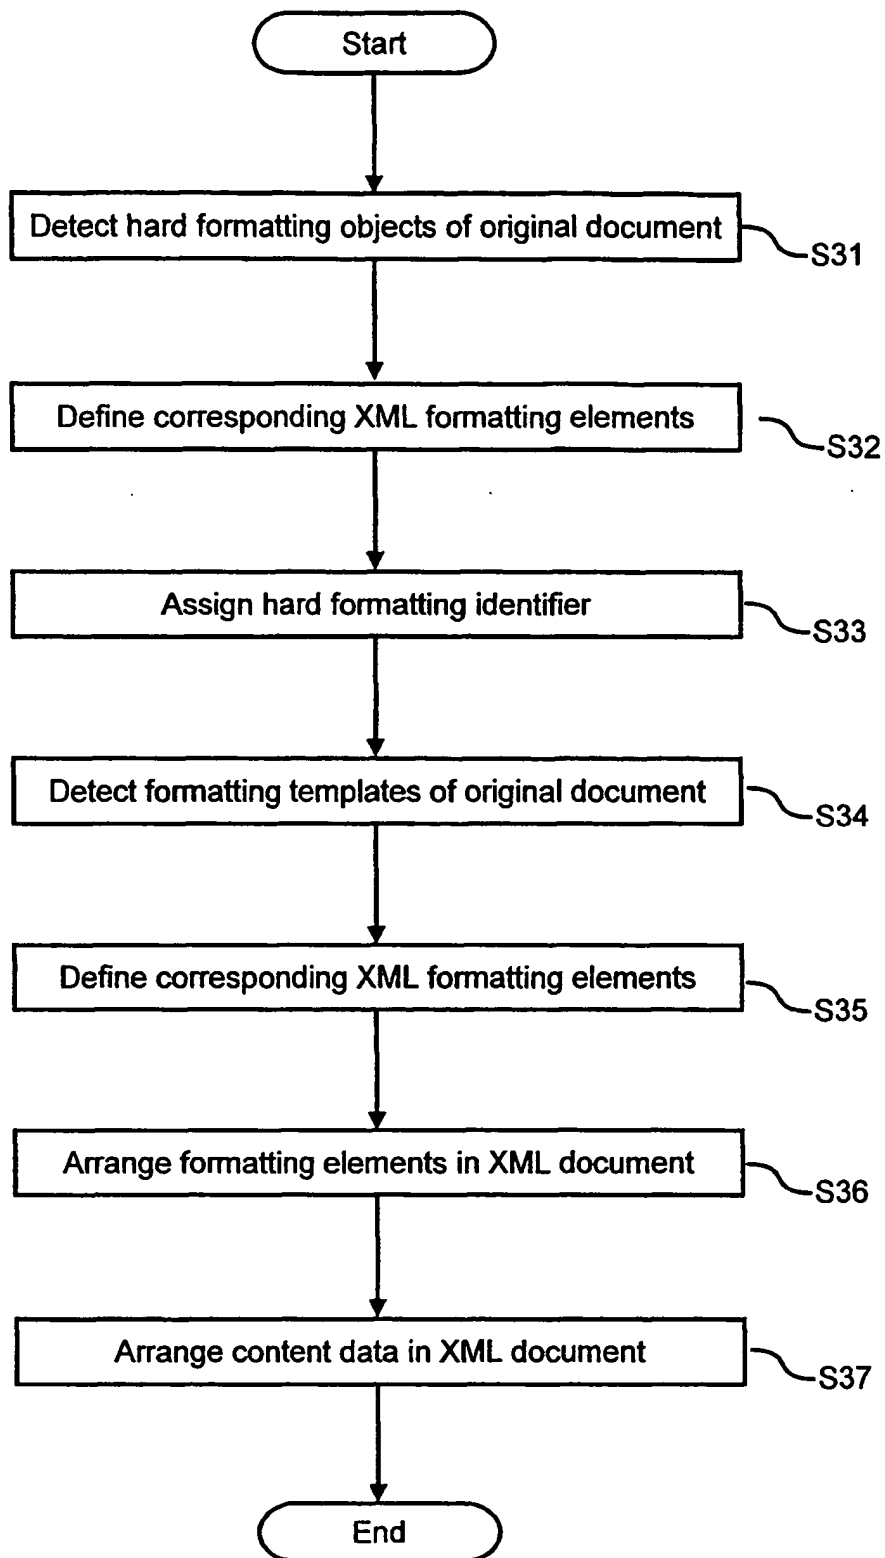 Start
Detect hard formatting objects of original document
S31
Define corresponding XML formatting elements
S32
Assign hard formatting identifier
S33
Detect formatting templates of original document
S34
Define corresponding XML formatting elements
S35
Arrange formatting elements in XML document
S36
Arrange content data in XML document
S37
End